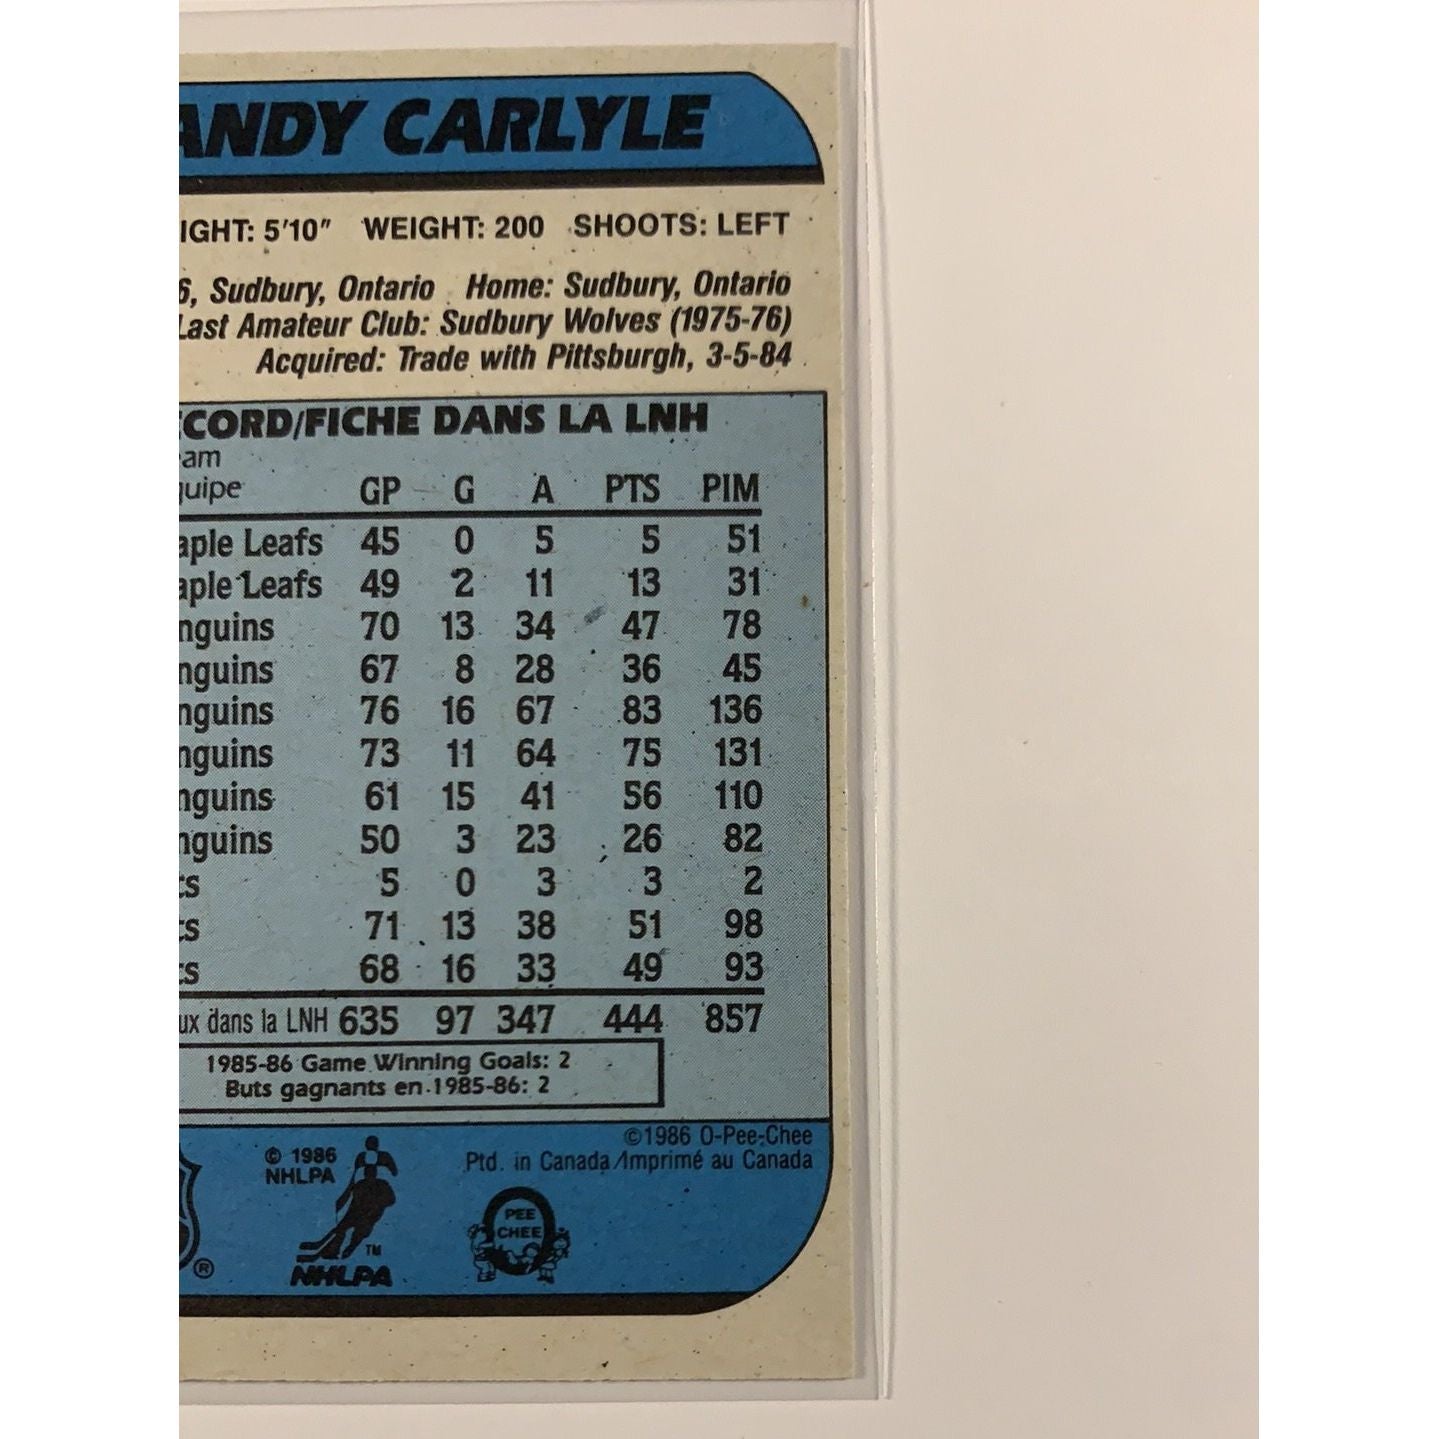 ANDY CARLYLE
IGHT: 5'10" WEIGHT: 200 SHOOTS: LEFT
6, Sudbury, Ontario Home: Sudbury, Ontario
Last Amateur Club: Sudbury Wolves (1975-76)
Acquired: Trade with Pittsburgh, 3-5-84
CORD/FICHE DANS LA LNH
am
uipe GP G A PTS PIM
aple Leafs 45 0 5 5 51
aple Leafs 49 2 11 13 31
nguins 70 13 34 47 78
nguins 67 8 28 36 45
nguins 76 16 67 83 136
nguins 73 11 64 75 131
nguins 61 15 41 56 110
nguins 50 3 23 26 82
ts 5 0 3 3 2
ts 71 13 38 51 98
ts 68 16 33 49 93
ux dans la LNH 635 97 347 444 857
1985-86 Game Winning Goals: 2
Buts gagnants en 1985-86: 2
©1986 O-Pee-Chee
Ptd. in Canada/Imprimé au Canada
© 1986
NHLPA
TM
NHLPA
PEE
CHEE
®